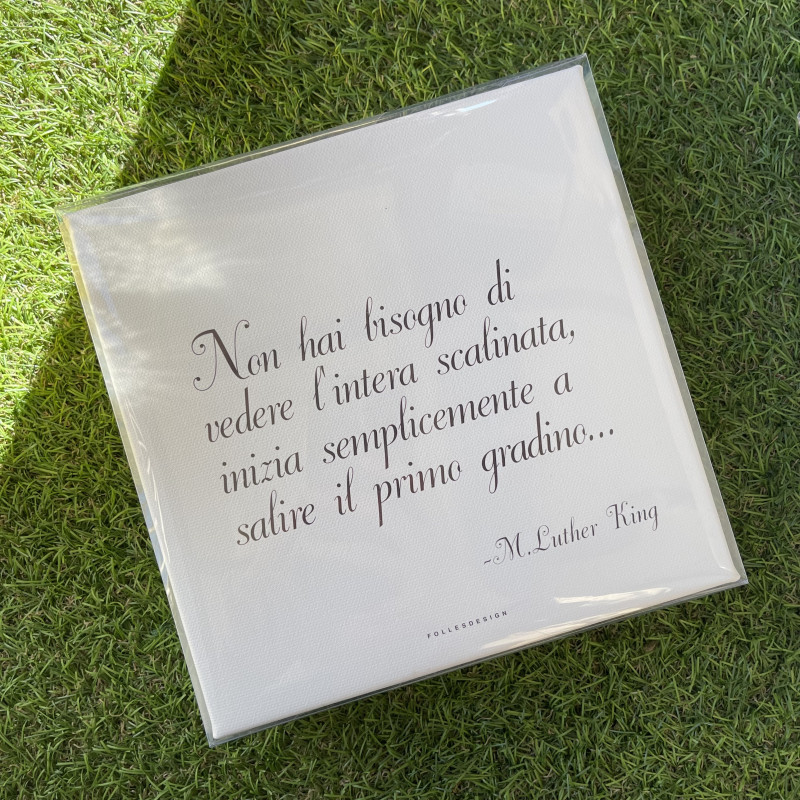 Non hai bisogno di
vedere l'intera scalinata,
inizia semplicemente a
salire il primo gradino...
-M.Luther King
FOLLESDESIGN